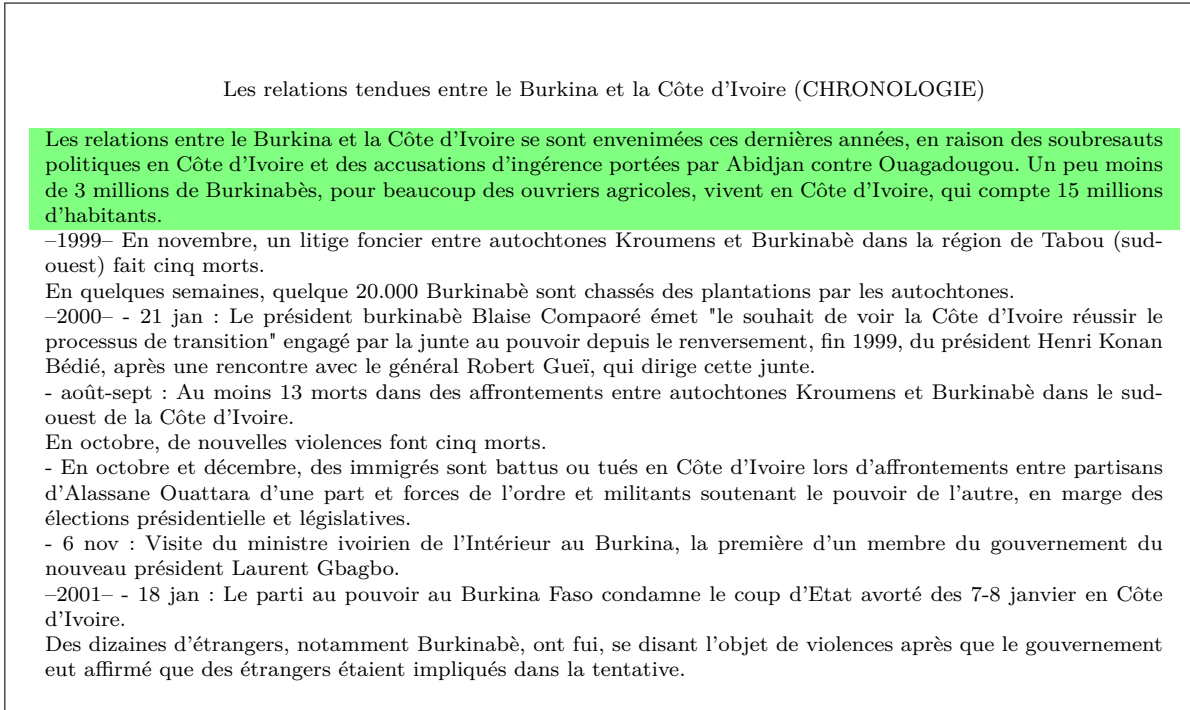 Les relations tendues entre le Burkina et la Côte d'Ivoire (CHRONOLOGIE)
Les relations entre le Burkina et la Côte d'Ivoire se sont envenimées ces dernières années, en raison des soubresauts
politiques en Côte d'Ivoire et des accusations d'ingérence portées par Abidjan contre Ouagadougou. Un peu moins
de 3 millions de Burkinabès, pour beaucoup des ouvriers agricoles, vivent en Côte d'Ivoire, qui compte 15 millions
d'habitants.
–1999– En novembre, un litige foncier entre autochtones Kroumens et Burkinabè dans la région de Tabou (sud-
ouest) fait cinq morts.
En quelques semaines, quelque 20.000 Burkinabè sont chassés des plantations par les autochtones.
–2000– - 21 jan : Le président burkinabè Blaise Compaoré émet "le souhait de voir la Côte d'Ivoire réussir le
processus de transition" engagé par la junte au pouvoir depuis le renversement, fin 1999, du président Henri Konan
Bédié, après une rencontre avec le général Robert Gueï, qui dirige cette junte.
- août-sept : Au moins 13 morts dans des affrontements entre autochtones Kroumens et Burkinabè dans le sud-
ouest de la Côte d'Ivoire.
En octobre, de nouvelles violences font cinq morts.
- En octobre et décembre, des immigrés sont battus ou tués en Côte d'Ivoire lors d'affrontements entre partisans
d'Alassane Ouattara d'une part et forces de l'ordre et militants soutenant le pouvoir de l'autre, en marge des
élections présidentielle et législatives.
- 6 nov : Visite du ministre ivoirien de l'Intérieur au Burkina, la première d'un membre du gouvernement du
nouveau président Laurent Gbagbo.
–2001– - 18 jan : Le parti au pouvoir au Burkina Faso condamne le coup d'Etat avorté des 7-8 janvier en Côte
d'Ivoire.
Des dizaines d'étrangers, notamment Burkinabè, ont fui, se disant l'objet de violences après que le gouvernement
eut affirmé que des étrangers étaient impliqués dans la tentative.